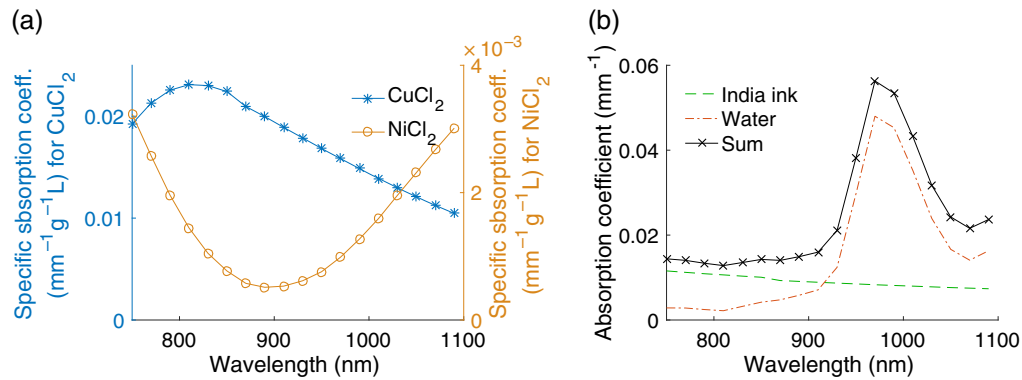 (a)
Specific sbsorption coeff.
(mm⁻¹g⁻¹L) for CuCl₂
0.02
0.01
0
CuCl₂
NiCl₂
×10⁻³
4
2
0
Specific sbsorption coeff.
(mm⁻¹g⁻¹L) for NiCl₂
800
900
1000
1100
Wavelength (nm)
(b)
Absorption coefficient (mm⁻¹)
0.06
0.04
0.02
0
India ink
Water
Sum
800
900
1000
1100
Wavelength (nm)